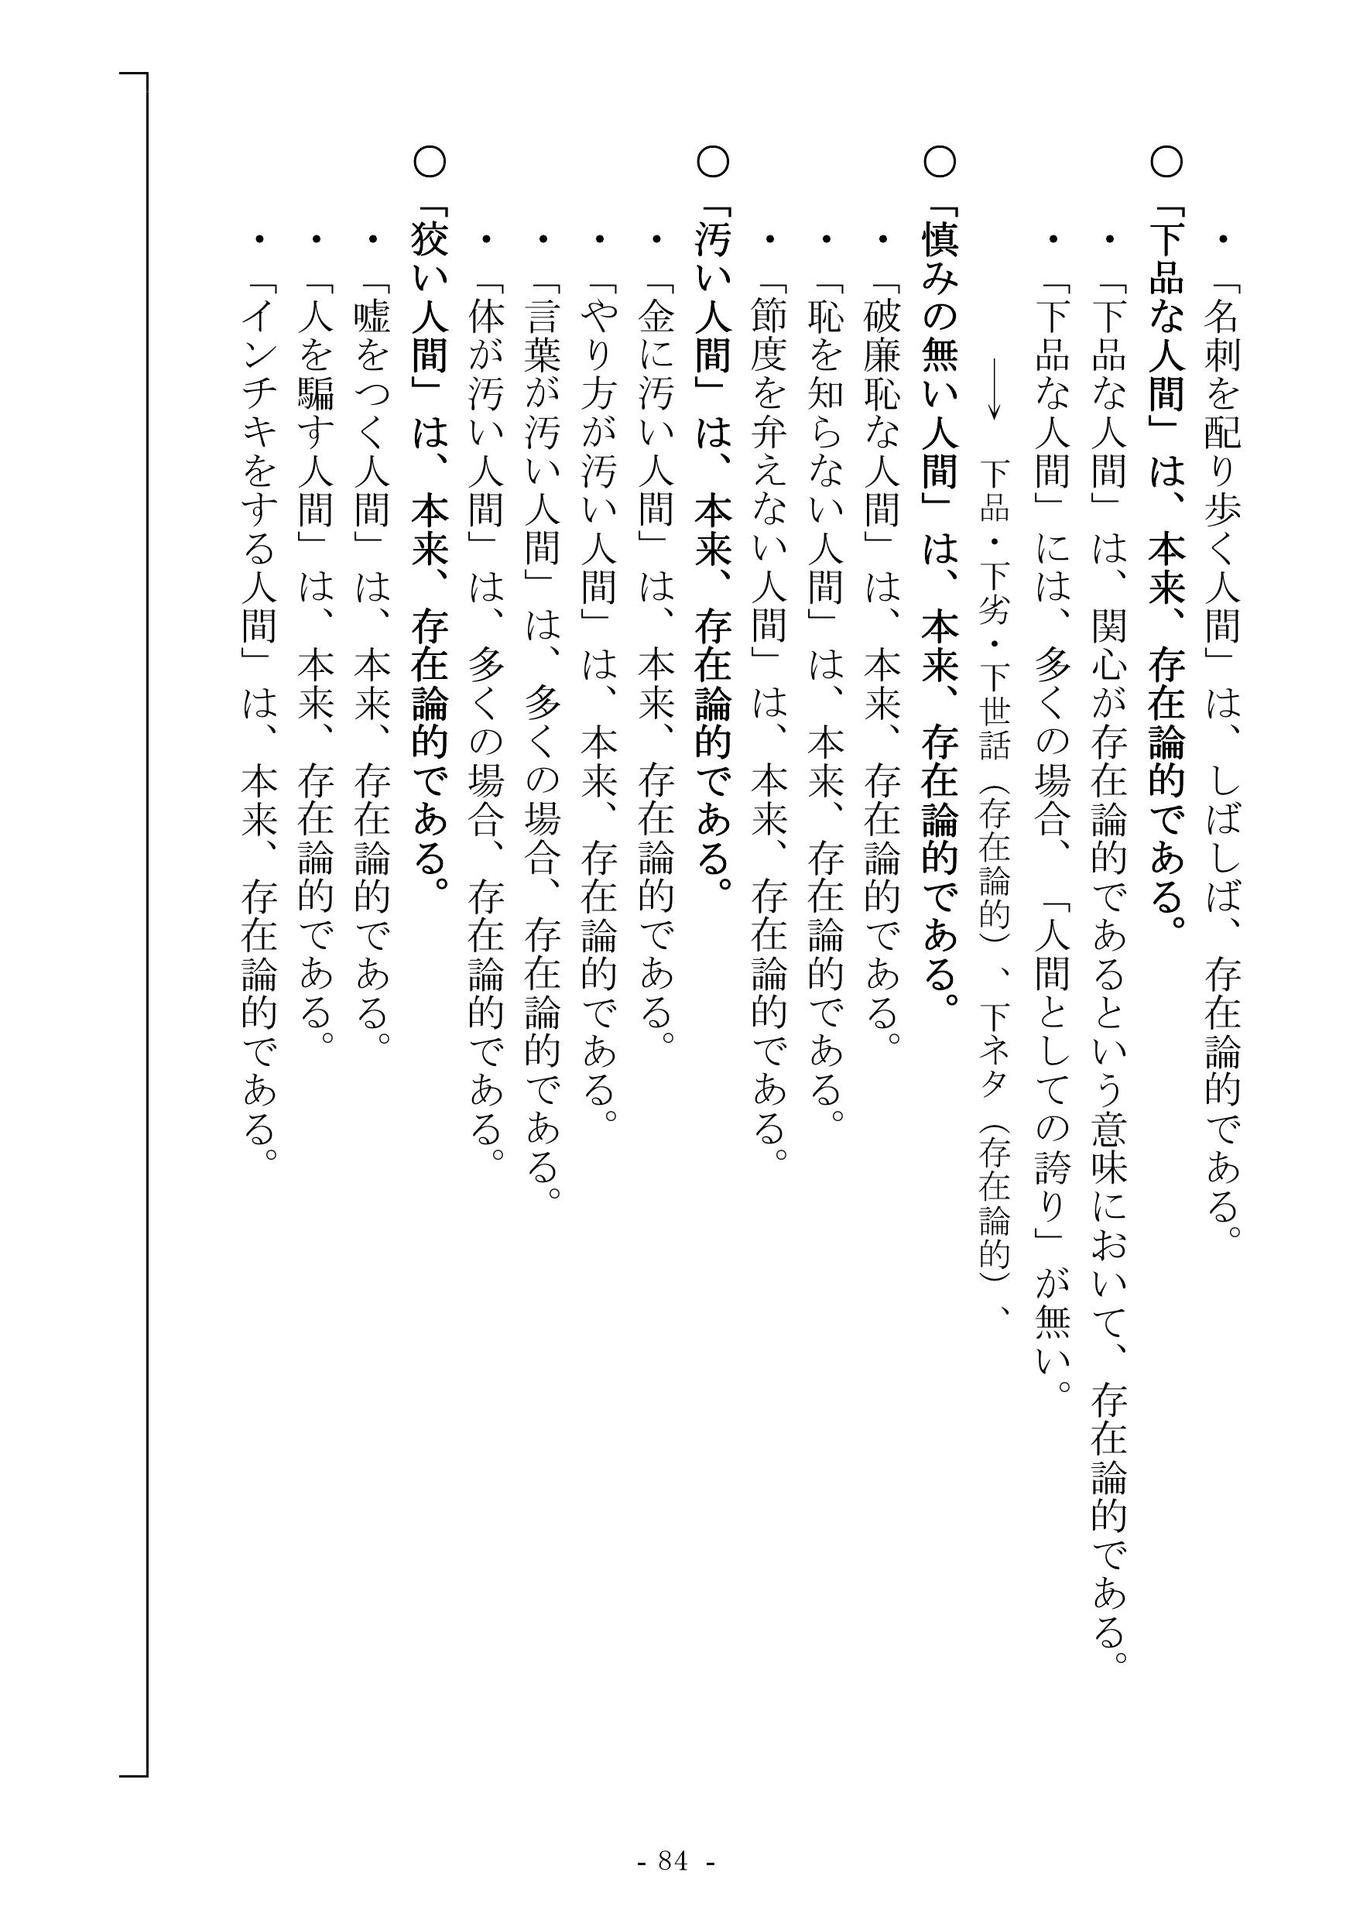 ・「名刺を配り歩く人間」は、しばしば、存在論的である。
〇「下品な人間」は、本来、存在論的である。
・「下品な人間」は、関心が存在論的であるという意味において、存在論的である。
・「下品な人間」には、多くの場合、「人間としての誇り」が無い。
→ 下品・下劣・下世話（存在論的）、下ネタ（存在論的）、
〇「慎みの無い人間」は、本来、存在論的である。
・「破廉恥な人間」は、本来、存在論的である。
・「恥を知らない人間」は、本来、存在論的である。
・「節度を弁えない人間」は、本来、存在論的である。
〇「汚い人間」は、本来、存在論的である。
・「金に汚い人間」は、本来、存在論的である。
・「やり方が汚い人間」は、本来、存在論的である。
・「言葉が汚い人間」は、多くの場合、存在論的である。
・「体が汚い人間」は、多くの場合、存在論的である。
〇「狡い人間」は、本来、存在論的である。
・「嘘をつく人間」は、本来、存在論的である。
・「人を騙す人間」は、本来、存在論的である。
・「インチキをする人間」は、本来、存在論的である。
- 84 -